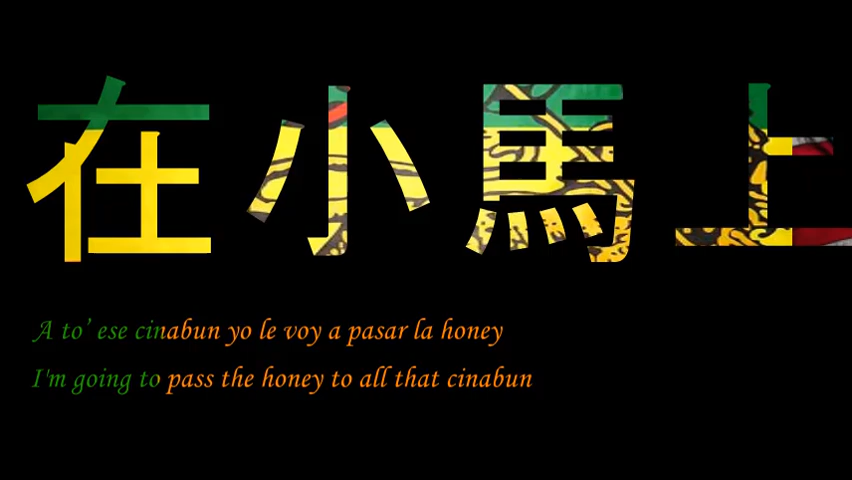 在小馬上
A to’ ese cinabun yo le voy a pasar la honey
I'm going to pass the honey to all that cinabun